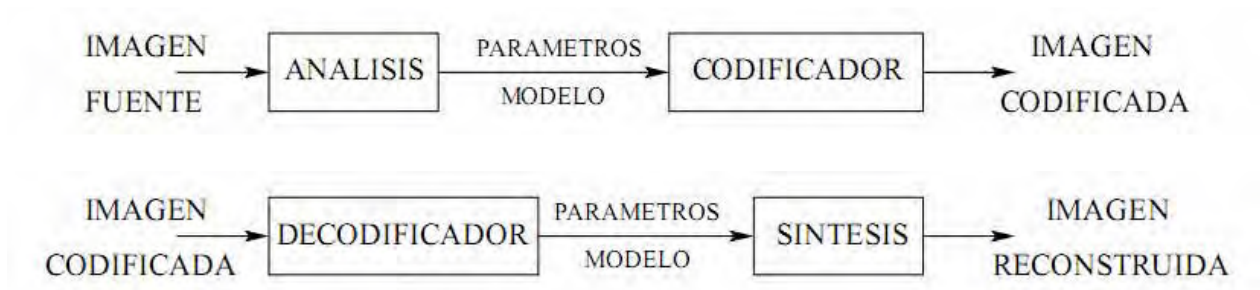 IMAGEN
FUENTE
ANALISIS
PARAMETROS
MODELO
CODIFICADOR
IMAGEN
CODIFICADA
IMAGEN
CODIFICADA
DECODIFICADOR
PARAMETROS
MODELO
SINTESIS
IMAGEN
RECONSTRUIDA